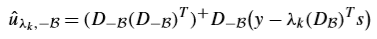 û_{λ_k,−ℬ} = (D_{−ℬ}(D_{−ℬ})^T)^+ D_{−ℬ}(y − λ_k(D_ℬ)^T s)